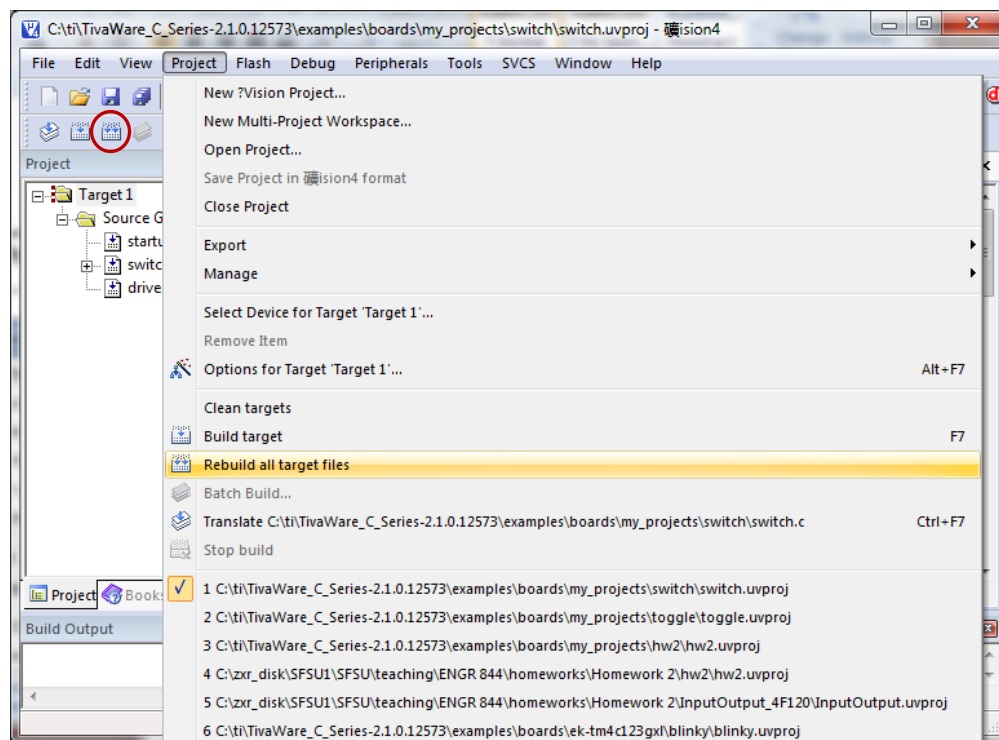 C:\ti\TivaWare_C_Series-2.1.0.12573\examples\boards\my_projects\switch\switch.uvproj - 礦ision4
File Edit View Project Flash Debug Peripherals Tools SVCS Window Help
New ?Vision Project...
New Multi-Project Workspace...
Open Project...
Save Project in 礦ision4 format
Close Project
Export
Manage
Select Device for Target 'Target 1'...
Remove Item
Options for Target 'Target 1'... Alt+F7
Clean targets
Build target F7
Rebuild all target files
Batch Build...
Translate C:\ti\TivaWare_C_Series-2.1.0.12573\examples\boards\my_projects\switch\switch.c Ctrl+F7
Stop build
1 C:\ti\TivaWare_C_Series-2.1.0.12573\examples\boards\my_projects\switch\switch.uvproj
2 C:\ti\TivaWare_C_Series-2.1.0.12573\examples\boards\my_projects\toggle\toggle.uvproj
3 C:\ti\TivaWare_C_Series-2.1.0.12573\examples\boards\my_projects\hw2\hw2.uvproj
4 C:\zxr_disk\SFSU1\SFSU\teaching\ENGR 844\homeworks\Homework 2\hw2\hw2.uvproj
5 C:\zxr_disk\SFSU1\SFSU\teaching\ENGR 844\homeworks\Homework 2\InputOutput_4F120\InputOutput.uvproj
6 C:\ti\TivaWare_C_Series-2.1.0.12573\examples\boards\ek-tm4c123gxl\blinky\blinky.uvproj
Project
Target 1
Source G
startu
switc
drive
Project Books
Build Output